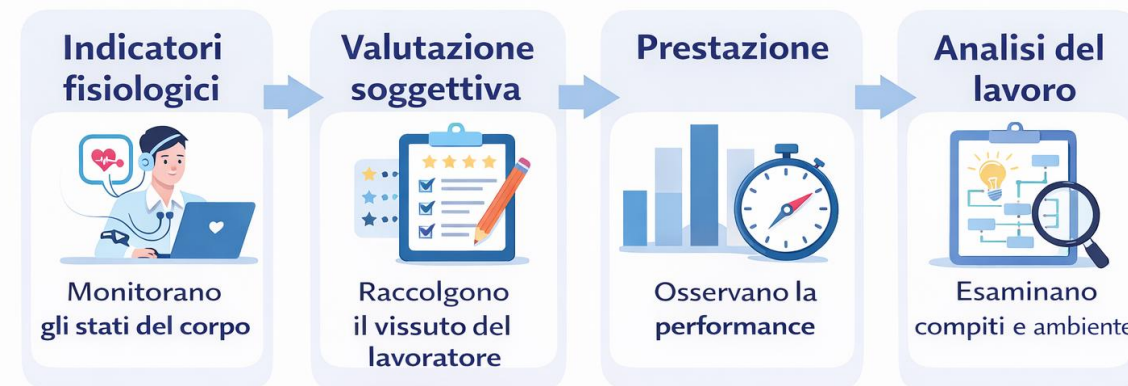 Indicatori
fisiologici
Monitorano
gli stati del corpo
Valutazione
soggettiva
Raccolgono
il vissuto del
lavoratore
Prestazione
Osservano la
performance
Analisi del
lavoro
Esaminano
compiti e ambiente